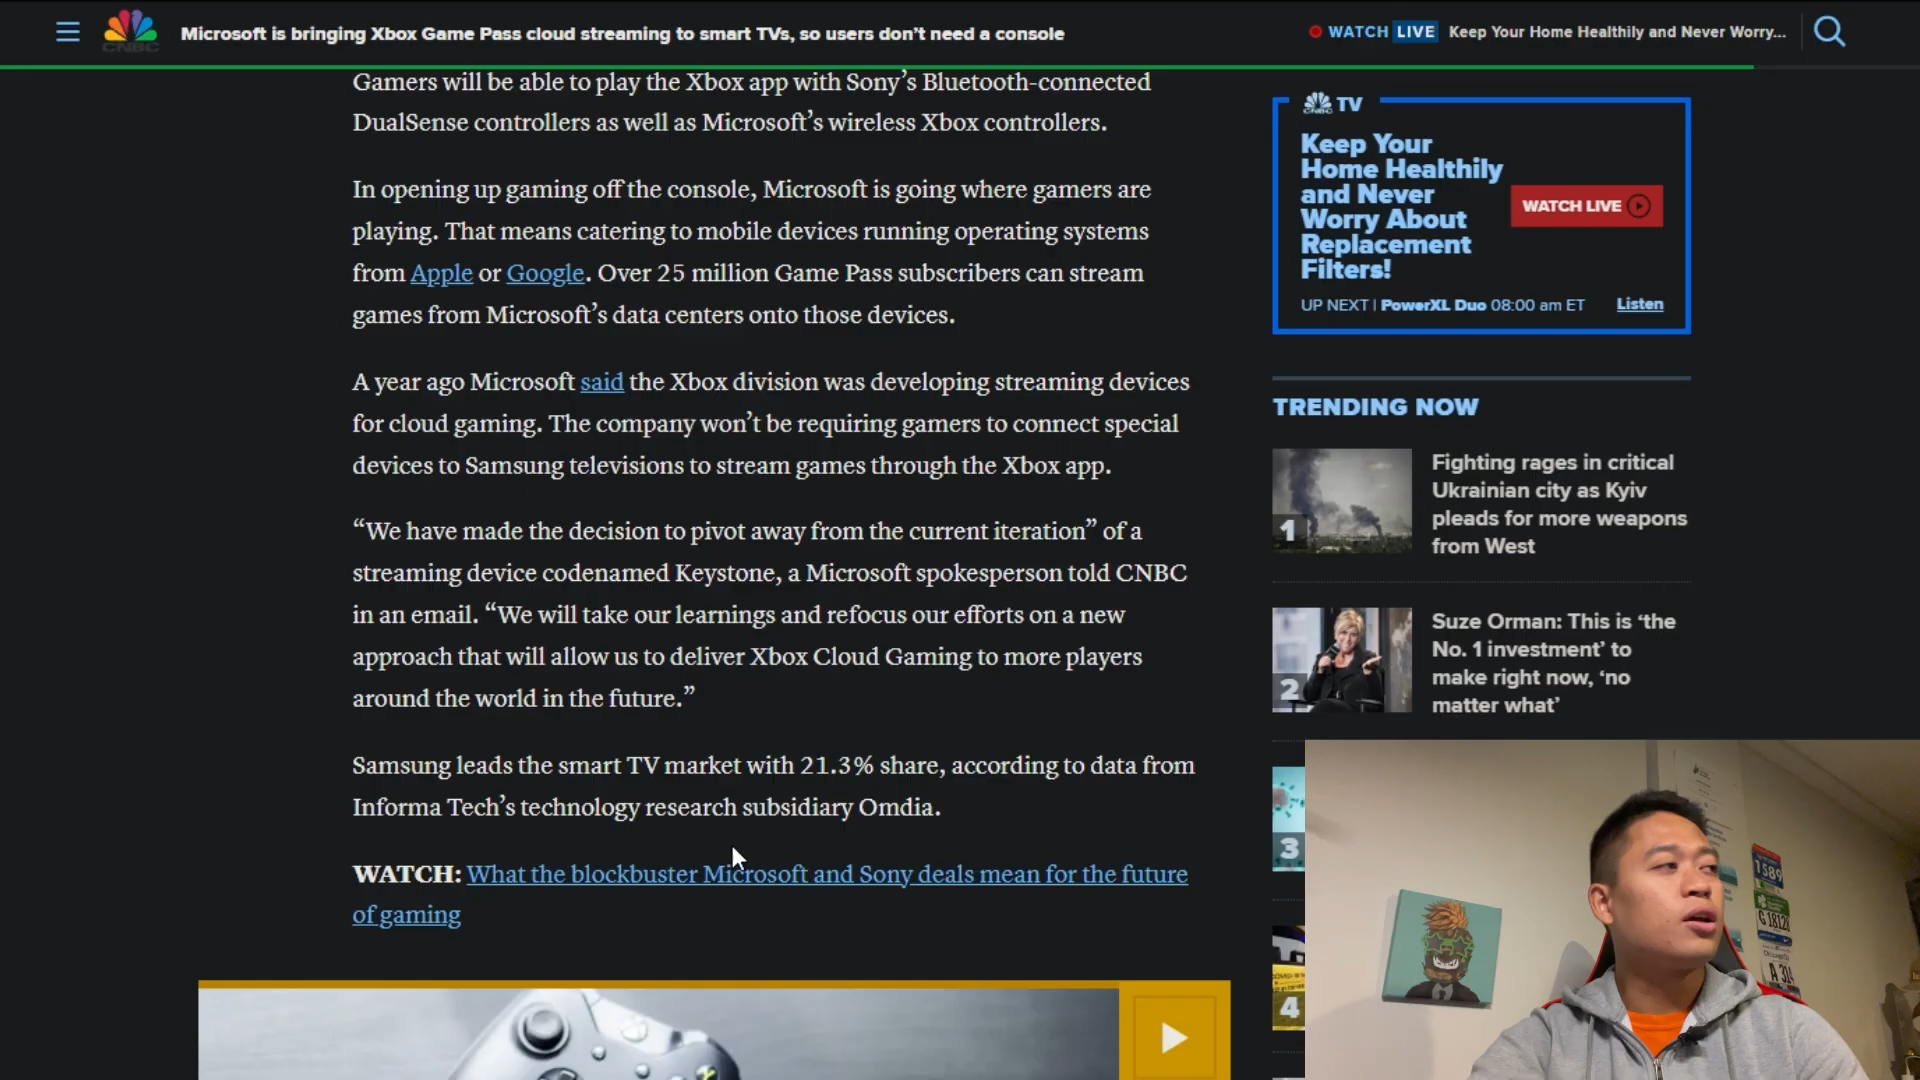 CNBC
Microsoft is bringing Xbox Game Pass cloud streaming to smart TVs, so users don't need a console
WATCH LIVE Keep Your Home Healthily and Never Worry...
Gamers will be able to play the Xbox app with Sony’s Bluetooth-connected
DualSense controllers as well as Microsoft’s wireless Xbox controllers.
In opening up gaming off the console, Microsoft is going where gamers are
playing. That means catering to mobile devices running operating systems
from Apple or Google. Over 25 million Game Pass subscribers can stream
games from Microsoft’s data centers onto those devices.
A year ago Microsoft said the Xbox division was developing streaming devices
for cloud gaming. The company won’t be requiring gamers to connect special
devices to Samsung televisions to stream games through the Xbox app.
“We have made the decision to pivot away from the current iteration” of a
streaming device codenamed Keystone, a Microsoft spokesperson told CNBC
in an email. “We will take our learnings and refocus our efforts on a new
approach that will allow us to deliver Xbox Cloud Gaming to more players
around the world in the future.”
Samsung leads the smart TV market with 21.3% share, according to data from
Informa Tech’s technology research subsidiary Omdia.
WATCH: What the blockbuster Microsoft and Sony deals mean for the future
of gaming
CNBC TV
Keep Your
Home Healthily
and Never
Worry About
Replacement
Filters!
WATCH LIVE
UP NEXT | PowerXL Duo 08:00 am ET Listen
TRENDING NOW
1
Fighting rages in critical
Ukrainian city as Kyiv
pleads for more weapons
from West
2
Suze Orman: This is ‘the
No. 1 investment’ to
make right now, ‘no
matter what’
3
4
1589
G 1812
A 31